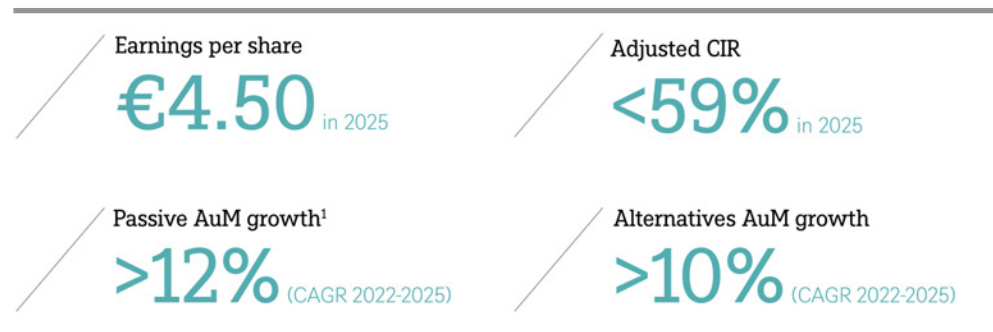 Earnings per share
€4.50 in 2025
Adjusted CIR
<59% in 2025
Passive AuM growth¹
>12% (CAGR 2022-2025)
Alternatives AuM growth
>10% (CAGR 2022-2025)